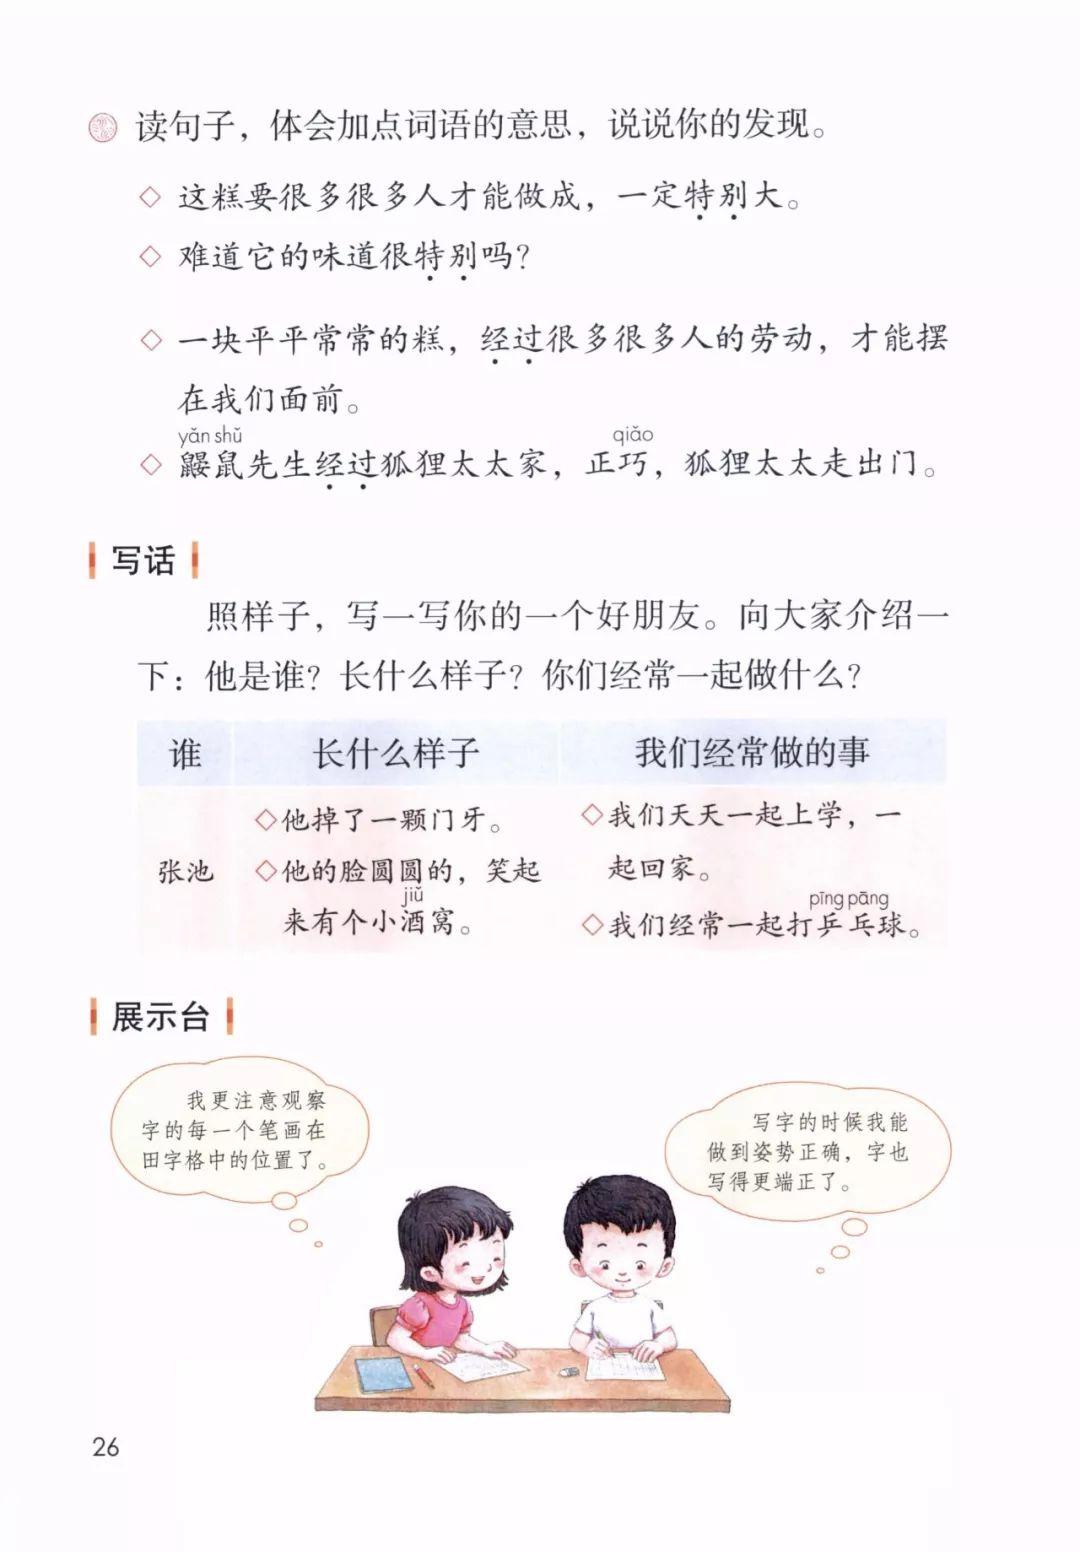 读句子，体会加点词语的意思，说说你的发现。
◇ 这糕要很多很多人才能做成，一定特别大。
◇ 难道它的味道很特别吗？
◇ 一块平平常常的糕，经过很多很多人的劳动，才能摆
在我们面前。
yǎn shǔ qiǎo
◇ 鼹鼠先生经过狐狸太太家，正巧，狐狸太太走出门。
写话
照样子，写一写你的一个好朋友。向大家介绍一
下：他是谁？长什么样子？你们经常一起做什么？
谁 长什么样子 我们经常做的事
张池
◇他掉了一颗门牙。
◇他的脸圆圆的，笑起
jiǔ
来有个小酒窝。
◇我们天天一起上学，一
起回家。
pīng pāng
◇我们经常一起打乒乓球。
展示台
我更注意观察
字的每一个笔画在
田字格中的位置了。
写字的时候我能
做到姿势正确，字也
写得更端正了。
26